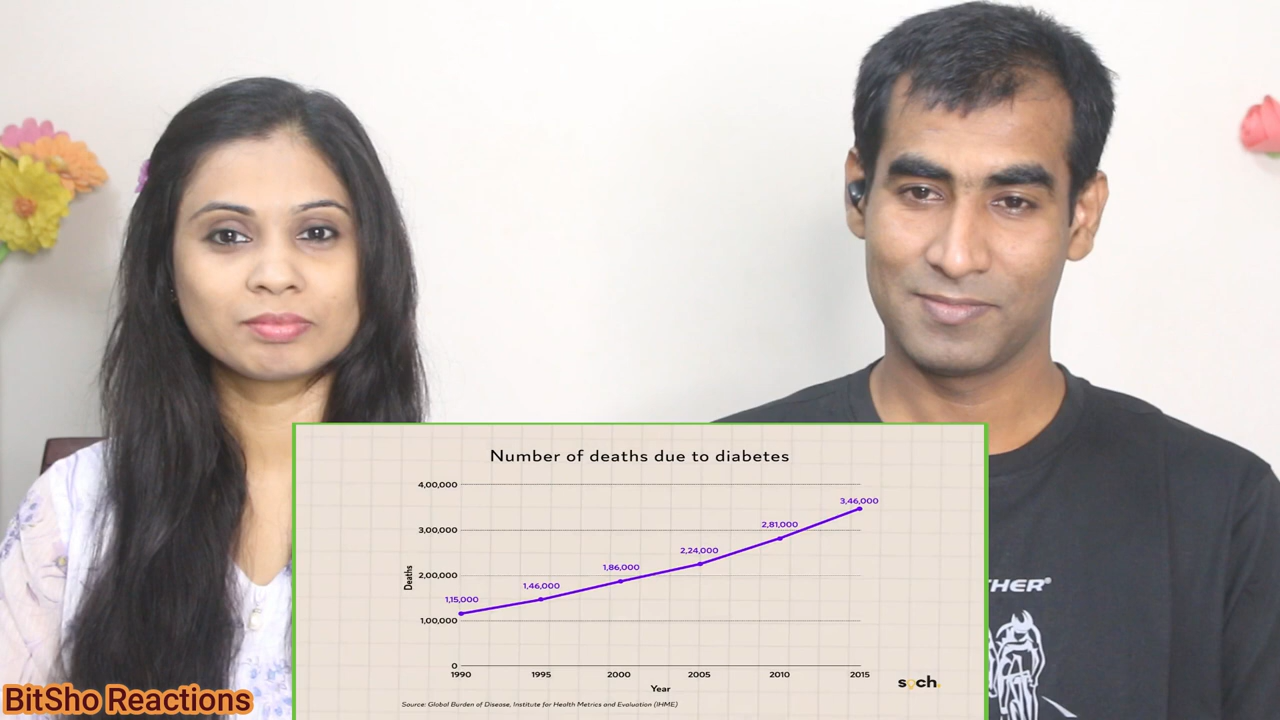 Number of deaths due to diabetes
4,00,000
3,46,000
3,00,000
2,81,000
2,24,000
2,00,000
1,86,000
1,46,000
1,15,000
1,00,000
0
Deaths
1990 1995 2000 2005 2010 2015
Year
soch.
Source: Global Burden of Disease, Institute for Health Metrics and Evaluation (IHME)
HER®
BitSho Reactions